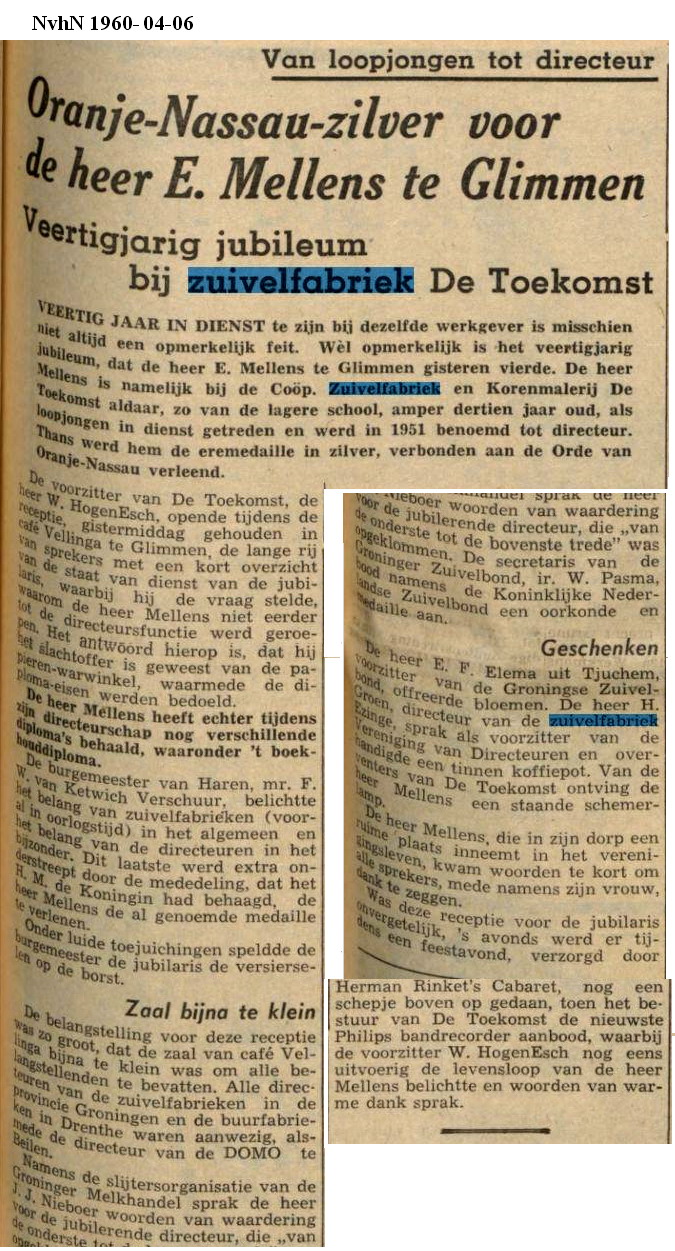 NvhN 1960-04-06
Van loopjongen tot directeur
Oranje-Nassau-zilver voor
de heer E. Mellens te Glimmen
Veertigjarig jubileum
bij zuivelfabriek De Toekomst
VEERTIG JAAR IN DIENST te zijn bij dezelfde werkgever is misschien
niet altijd een opmerkelijk feit. Wèl opmerkelijk is het veertigjarig
jubileum, dat de heer E. Mellens te Glimmen gisteren vierde. De heer
Mellens is namelijk bij de Coöp. Zuivelfabriek en Korenmalerij De
Toekomst aldaar, zo van de lagere school, amper dertien jaar oud, als
loopjongen in dienst getreden en werd in 1951 benoemd tot directeur.
Thans werd hem de eremedaille in zilver, verbonden aan de Orde van
Oranje-Nassau verleend.
De voorzitter van De Toekomst, de
heer W. HogenEsch, opende tijdens de
receptie, gistermiddag gehouden in
café Vellinga te Glimmen, de lange rij
van sprekers met een kort overzicht
van de staat van dienst van de jubi-
laris, waarbij hij de vraag stelde,
waarom de heer Mellens niet eerder
tot de directeursfunctie werd geroe-
pen. Het antwoord hierop is, dat hij
het slachtoffer is geweest van de pa-
pieren-warwinkel, waarmede de di-
ploma-eisen werden bedoeld.
De heer Mellens heeft echter tijdens
zijn directeurschap nog verschillende
diploma's behaald, waaronder 't boek-
houddiploma.
De burgemeester van Haren, mr. F.
W. van Ketwich Verschuur, belichtte
het belang van zuivelfabrieken (voor-
al in oorlogstijd) in het algemeen en
het belang van de directeuren in het
bijzonder. Dit laatste werd extra on-
derstreept door de mededeling, dat het
H. M. de Koningin had behaagd, de
heer Mellens de al genoemde medaille
te verlenen.
Onder luide toejuichingen speldde de
burgemeester de jubilaris de versierse-
len op de borst.
Zaal bijna te klein
De belangstelling voor deze receptie
was zo groot, dat de zaal van café Vel-
linga bijna te klein was om alle be-
langstellenden te bevatten. Alle direc-
teuren van de zuivelfabrieken in de
provincie Groningen en de buurfabrie-
ken in Drenthe waren aanwezig, als-
mede de directeur van de DOMO te
Beilen.
Namens de slijtersorganisatie van de
Groninger Melkhandel sprak de heer
J. J. Nieboer woorden van waardering
voor de jubilerende directeur, die „van
de onderste tot de
sprak de heer
Nieboer woorden van waardering
voor de jubilerende directeur, die „van
de onderste tot de bovenste trede" was
opgeklommen. De secretaris van de
Groninger Zuivelbond, ir. W. Pasma,
bood namens de Koninklijke Neder-
landse Zuivelbond een oorkonde en
medaille aan.
Geschenken
De heer E. F. Elema uit Tjuchem,
voorzitter van de Groningse Zuivel-
bond, offreerde bloemen. De heer H.
Groen, directeur van de zuivelfabriek
Ezinge, sprak als voorzitter van de
Vereniging van Directeuren en over-
handigde een tinnen koffiepot. Van de
venters van De Toekomst ontving de
heer Mellens een staande schemer-
lamp.
De heer Mellens, die in zijn dorp een
ruime plaats inneemt in het vereni-
gingsleven, kwam woorden te kort om
alle sprekers, mede namens zijn vrouw,
dank te zeggen.
Was deze receptie voor de jubilaris
onvergetelijk, 's avonds werd er tij-
dens een feestavond, verzorgd door
Herman Rinket's Cabaret, nog een
schepje boven op gedaan, toen het be-
stuur van De Toekomst de nieuwste
Philips bandrecorder aanbood, waarbij
de voorzitter W. HogenEsch nog eens
uitvoerig de levensloop van de heer
Mellens belichtte en woorden van war-
me dank sprak.